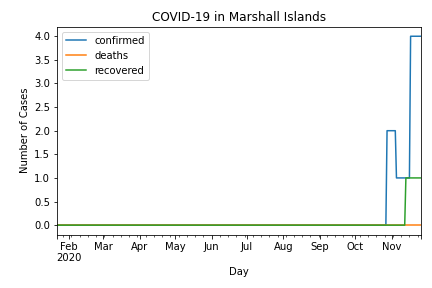 COVID-19 in Marshall Islands
confirmed
deaths
recovered
Number of Cases
4.0
3.5
3.0
2.5
2.0
1.5
1.0
0.5
0.0
Feb Mar Apr May Jun Jul Aug Sep Oct Nov
2020
Day